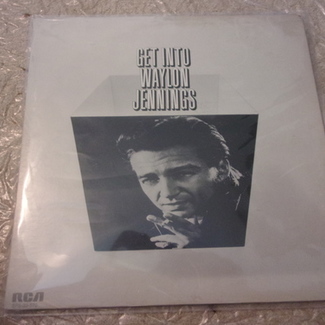 GET INTO
WAYLON
JENNINGS
RCA